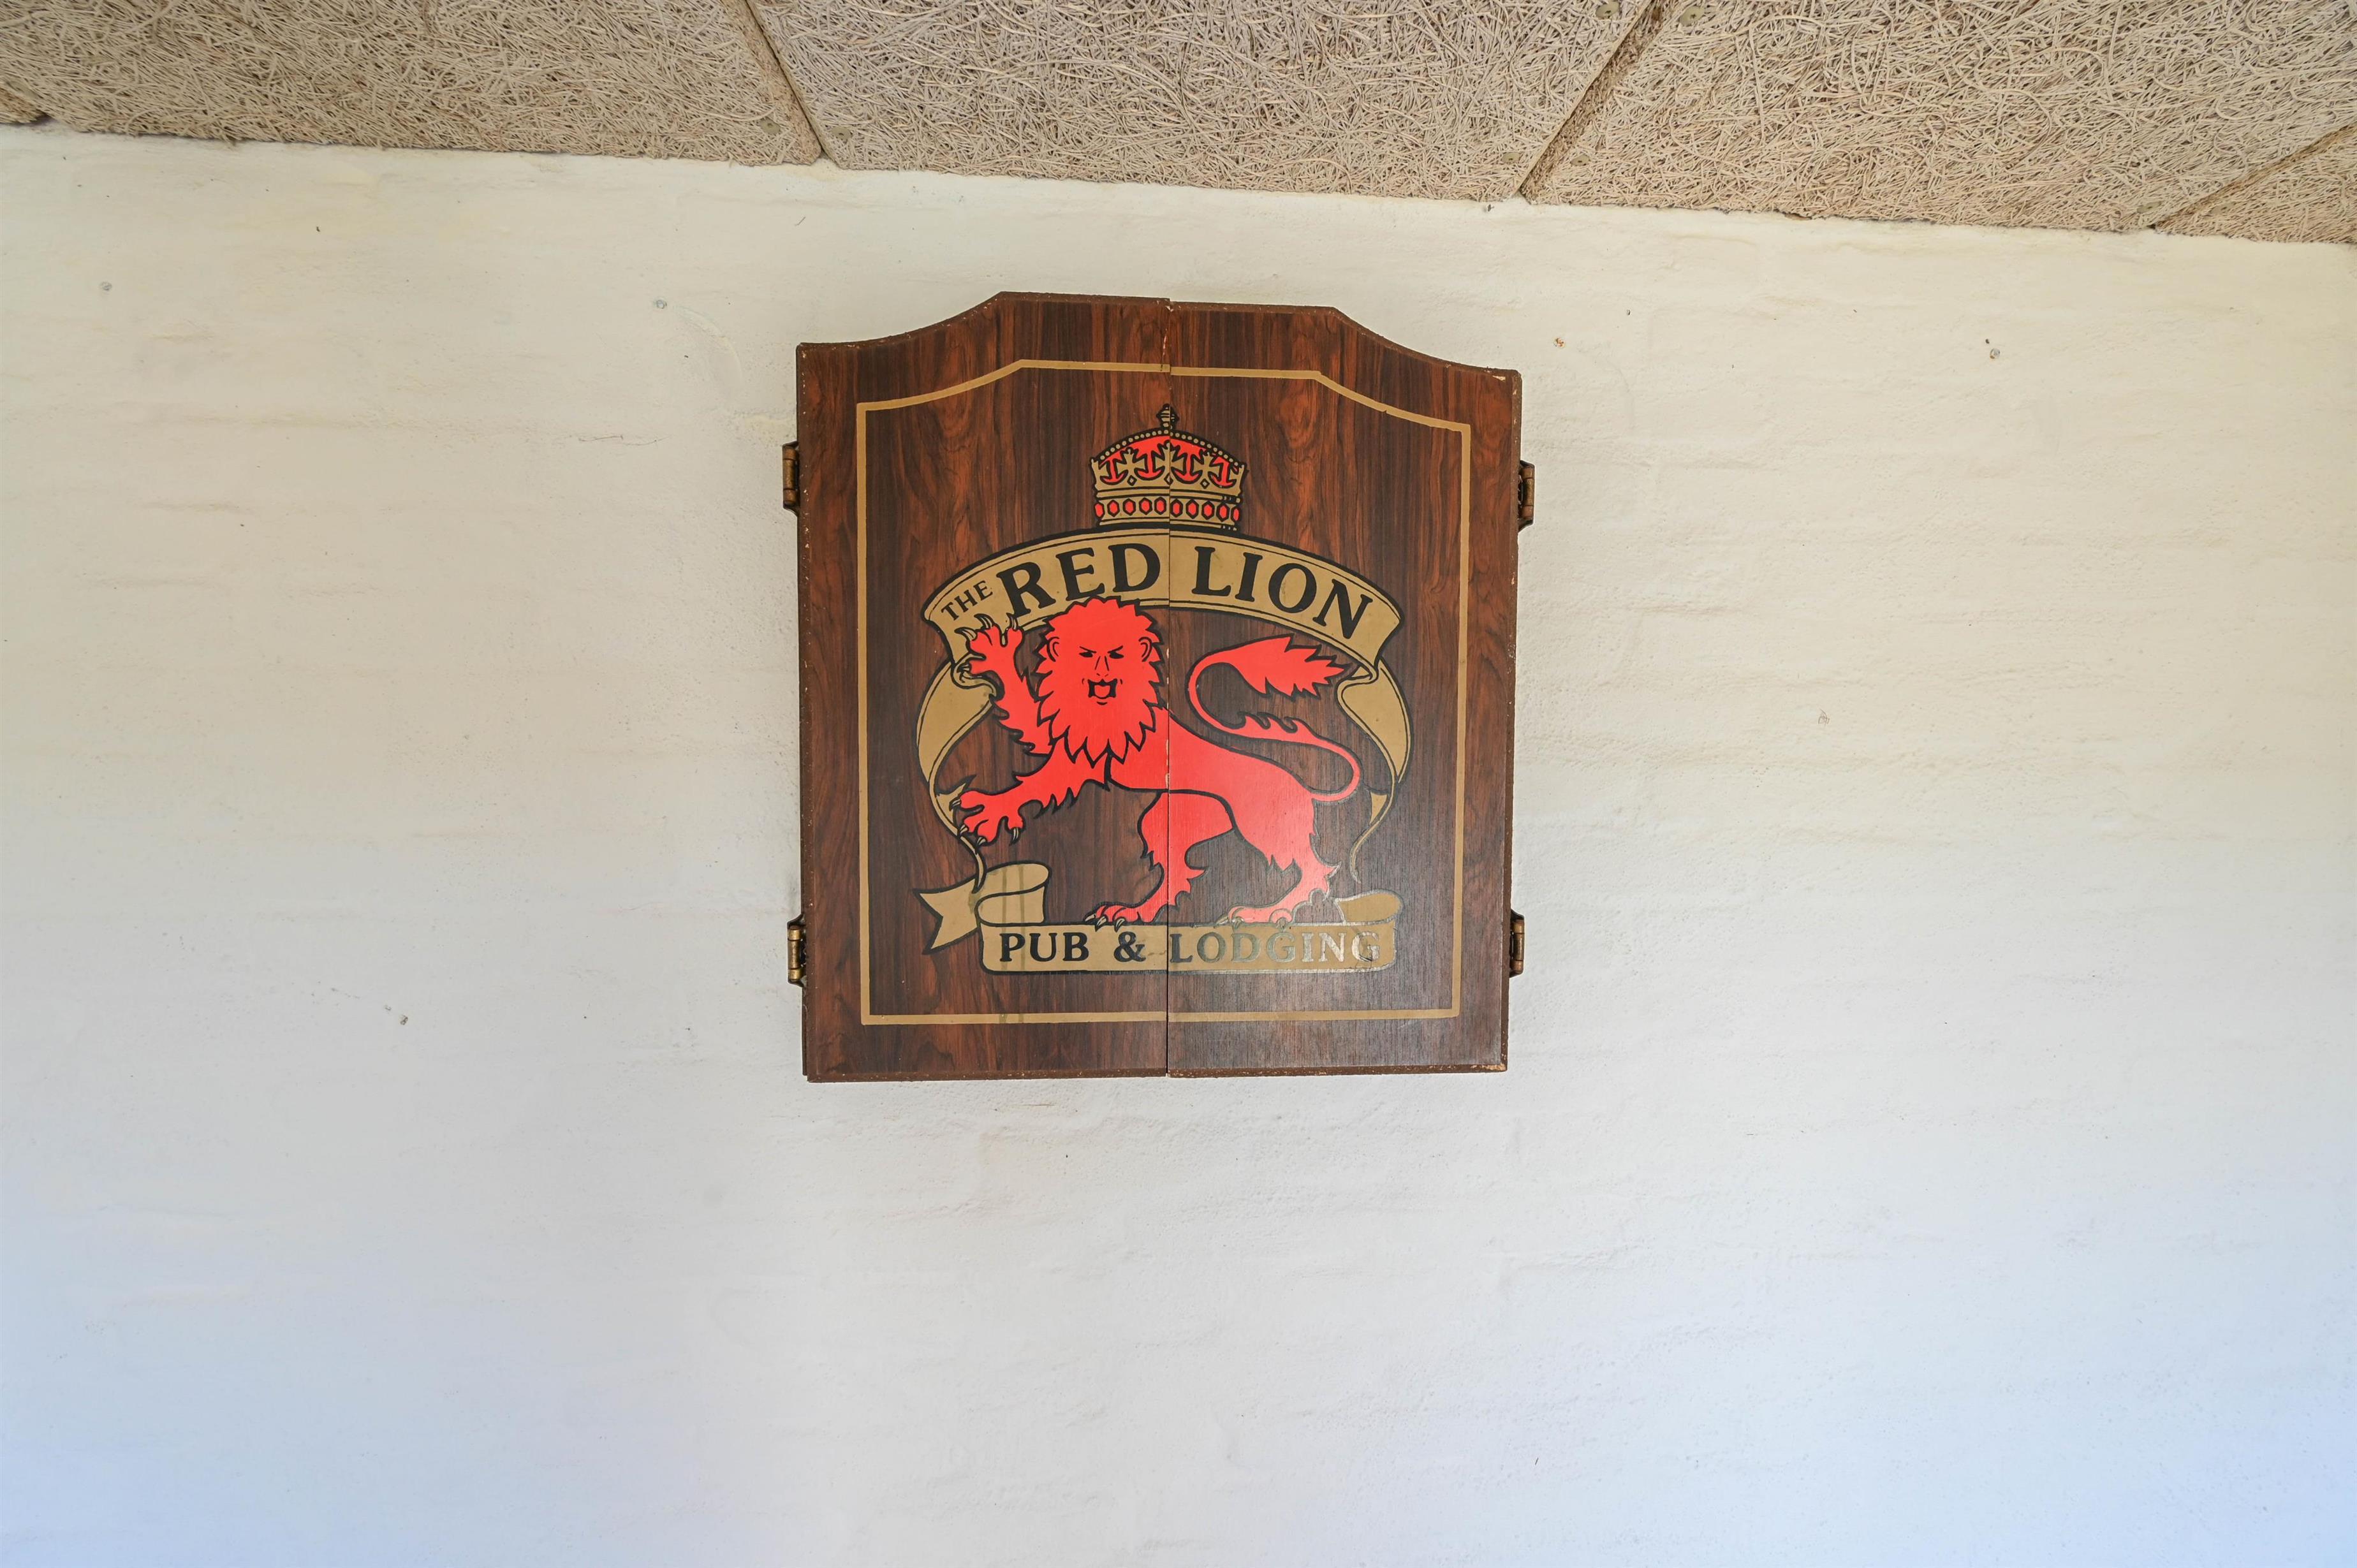 THE RED LION
PUB & LODGING